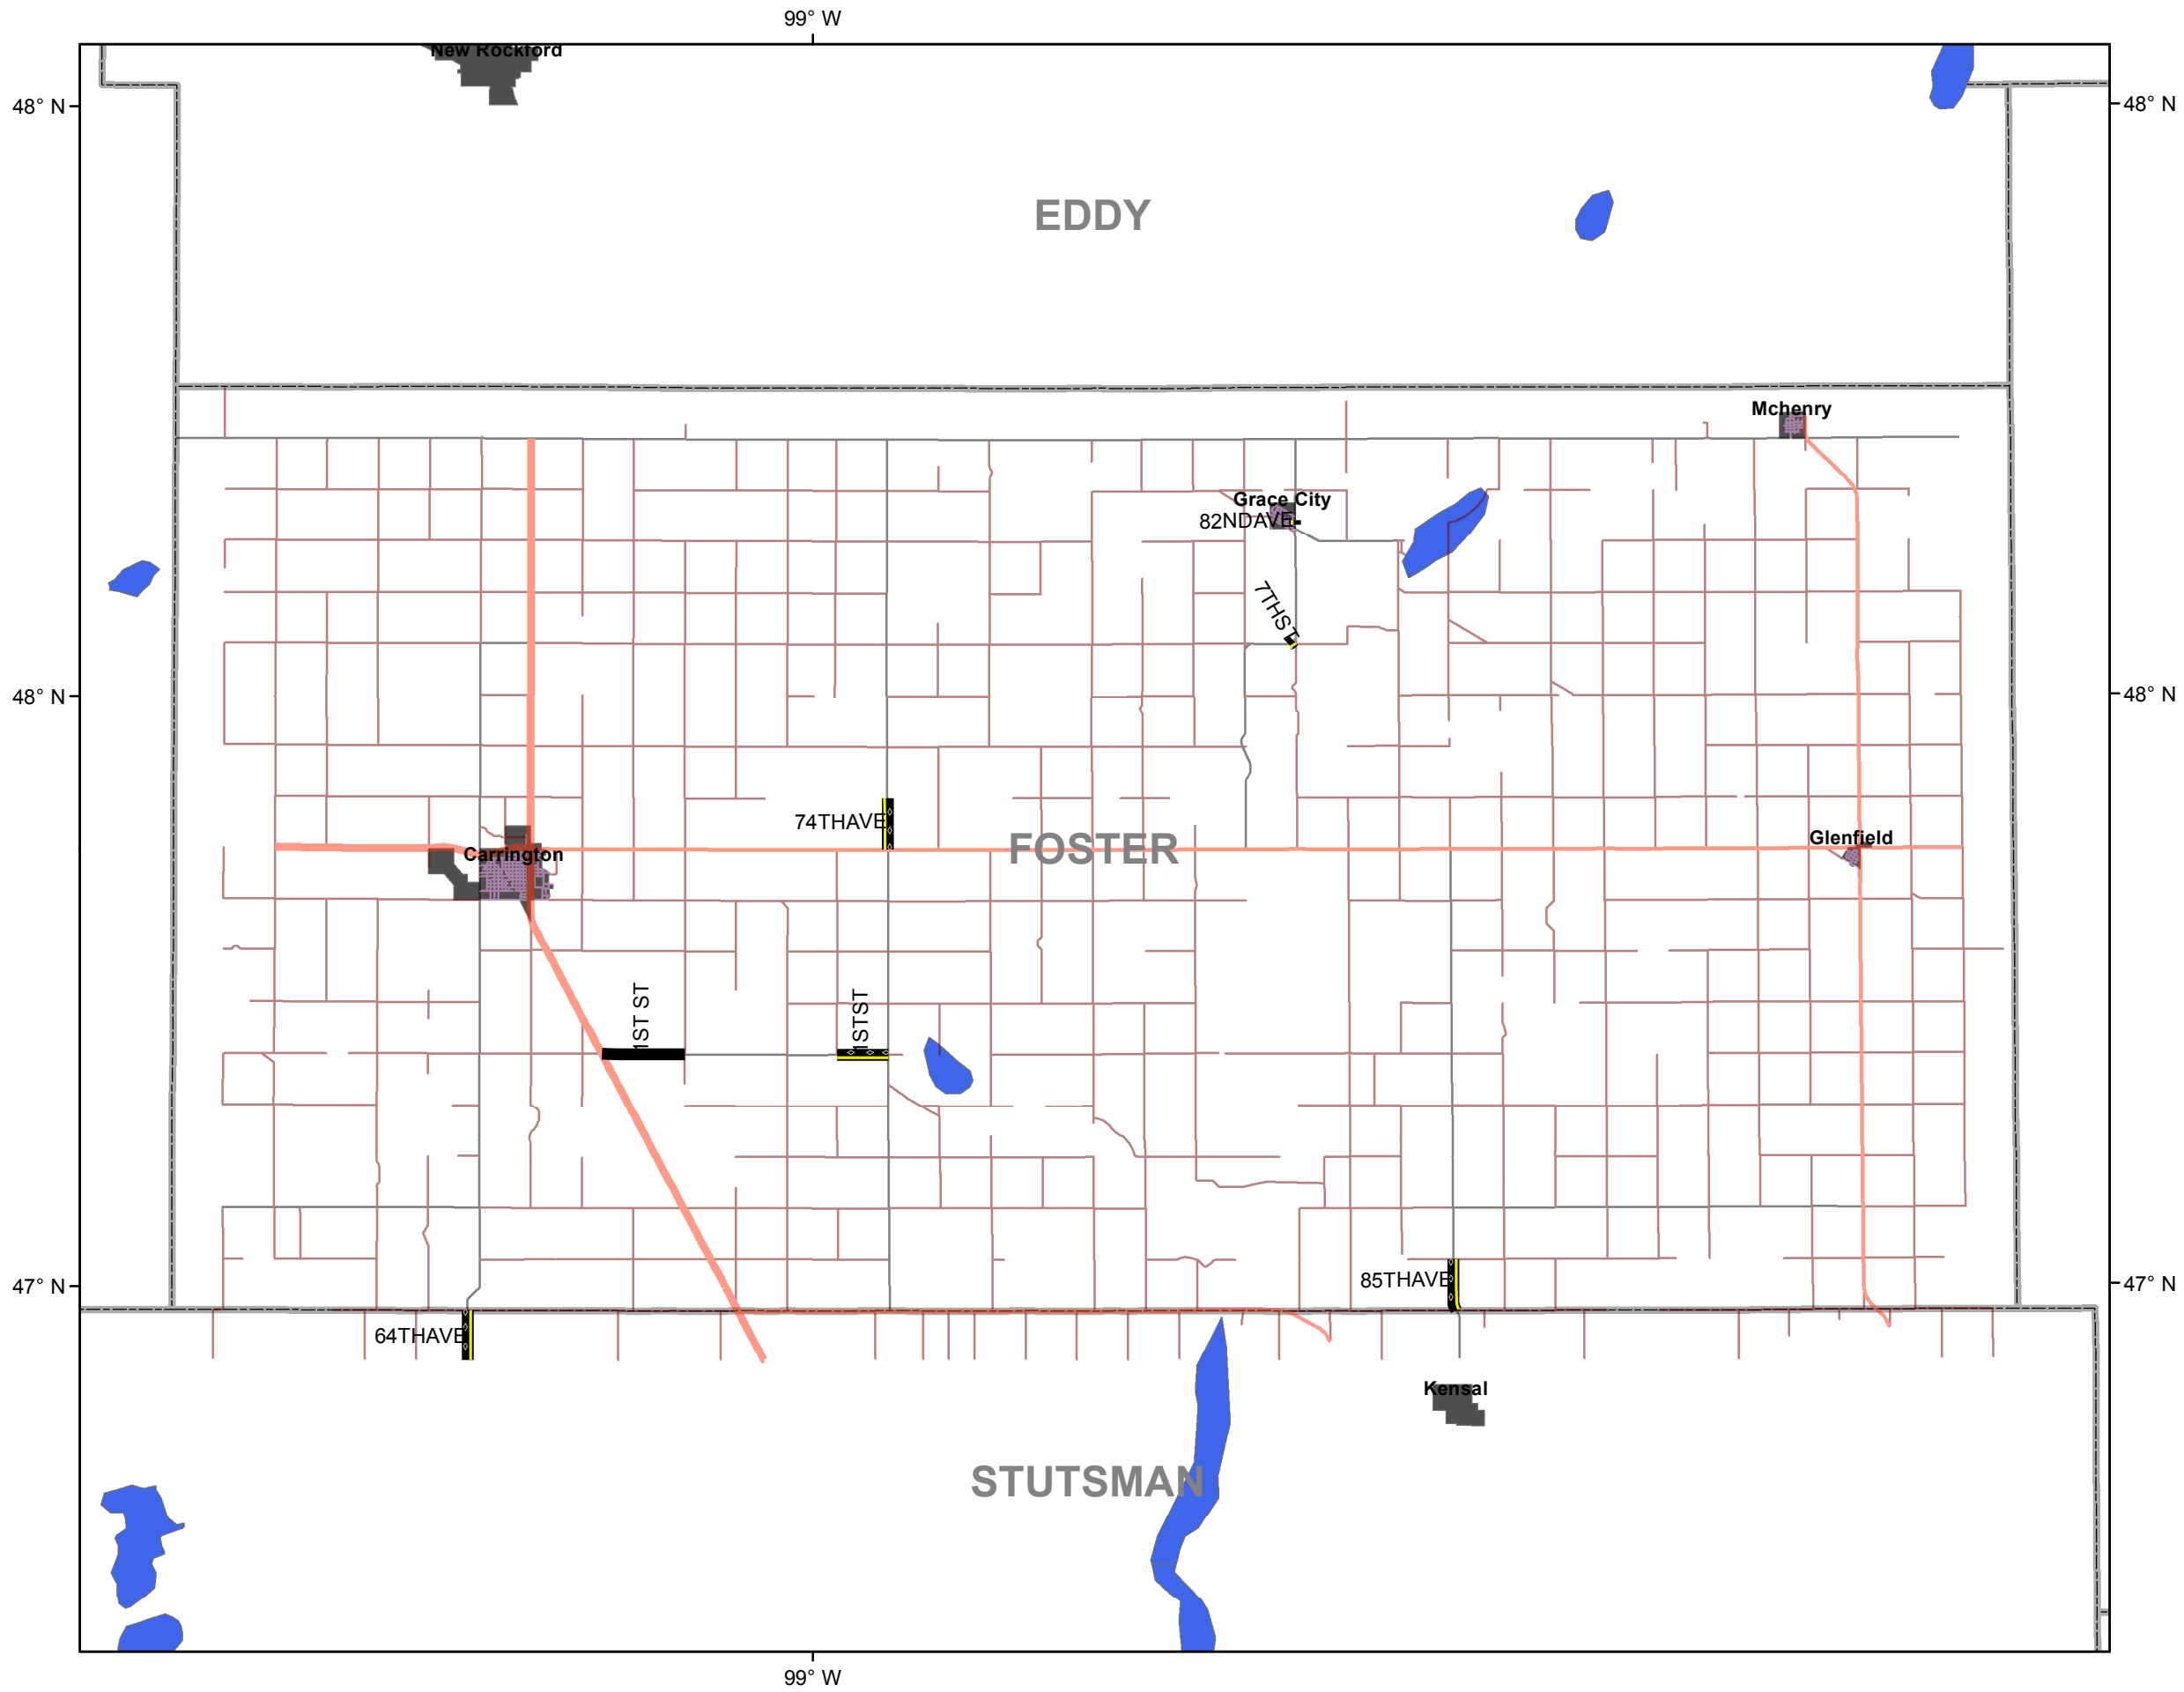 99° W
New Rockford
48° N
48° N
EDDY
Mchenry
Grace City
82NDAVE
7THST
48° N
48° N
74THAVE
FOSTER
Glenfield
Carrington
1ST ST
1STST
85THAVE
47° N
47° N
64THAVE
Kensal
STUTSMAN
99° W